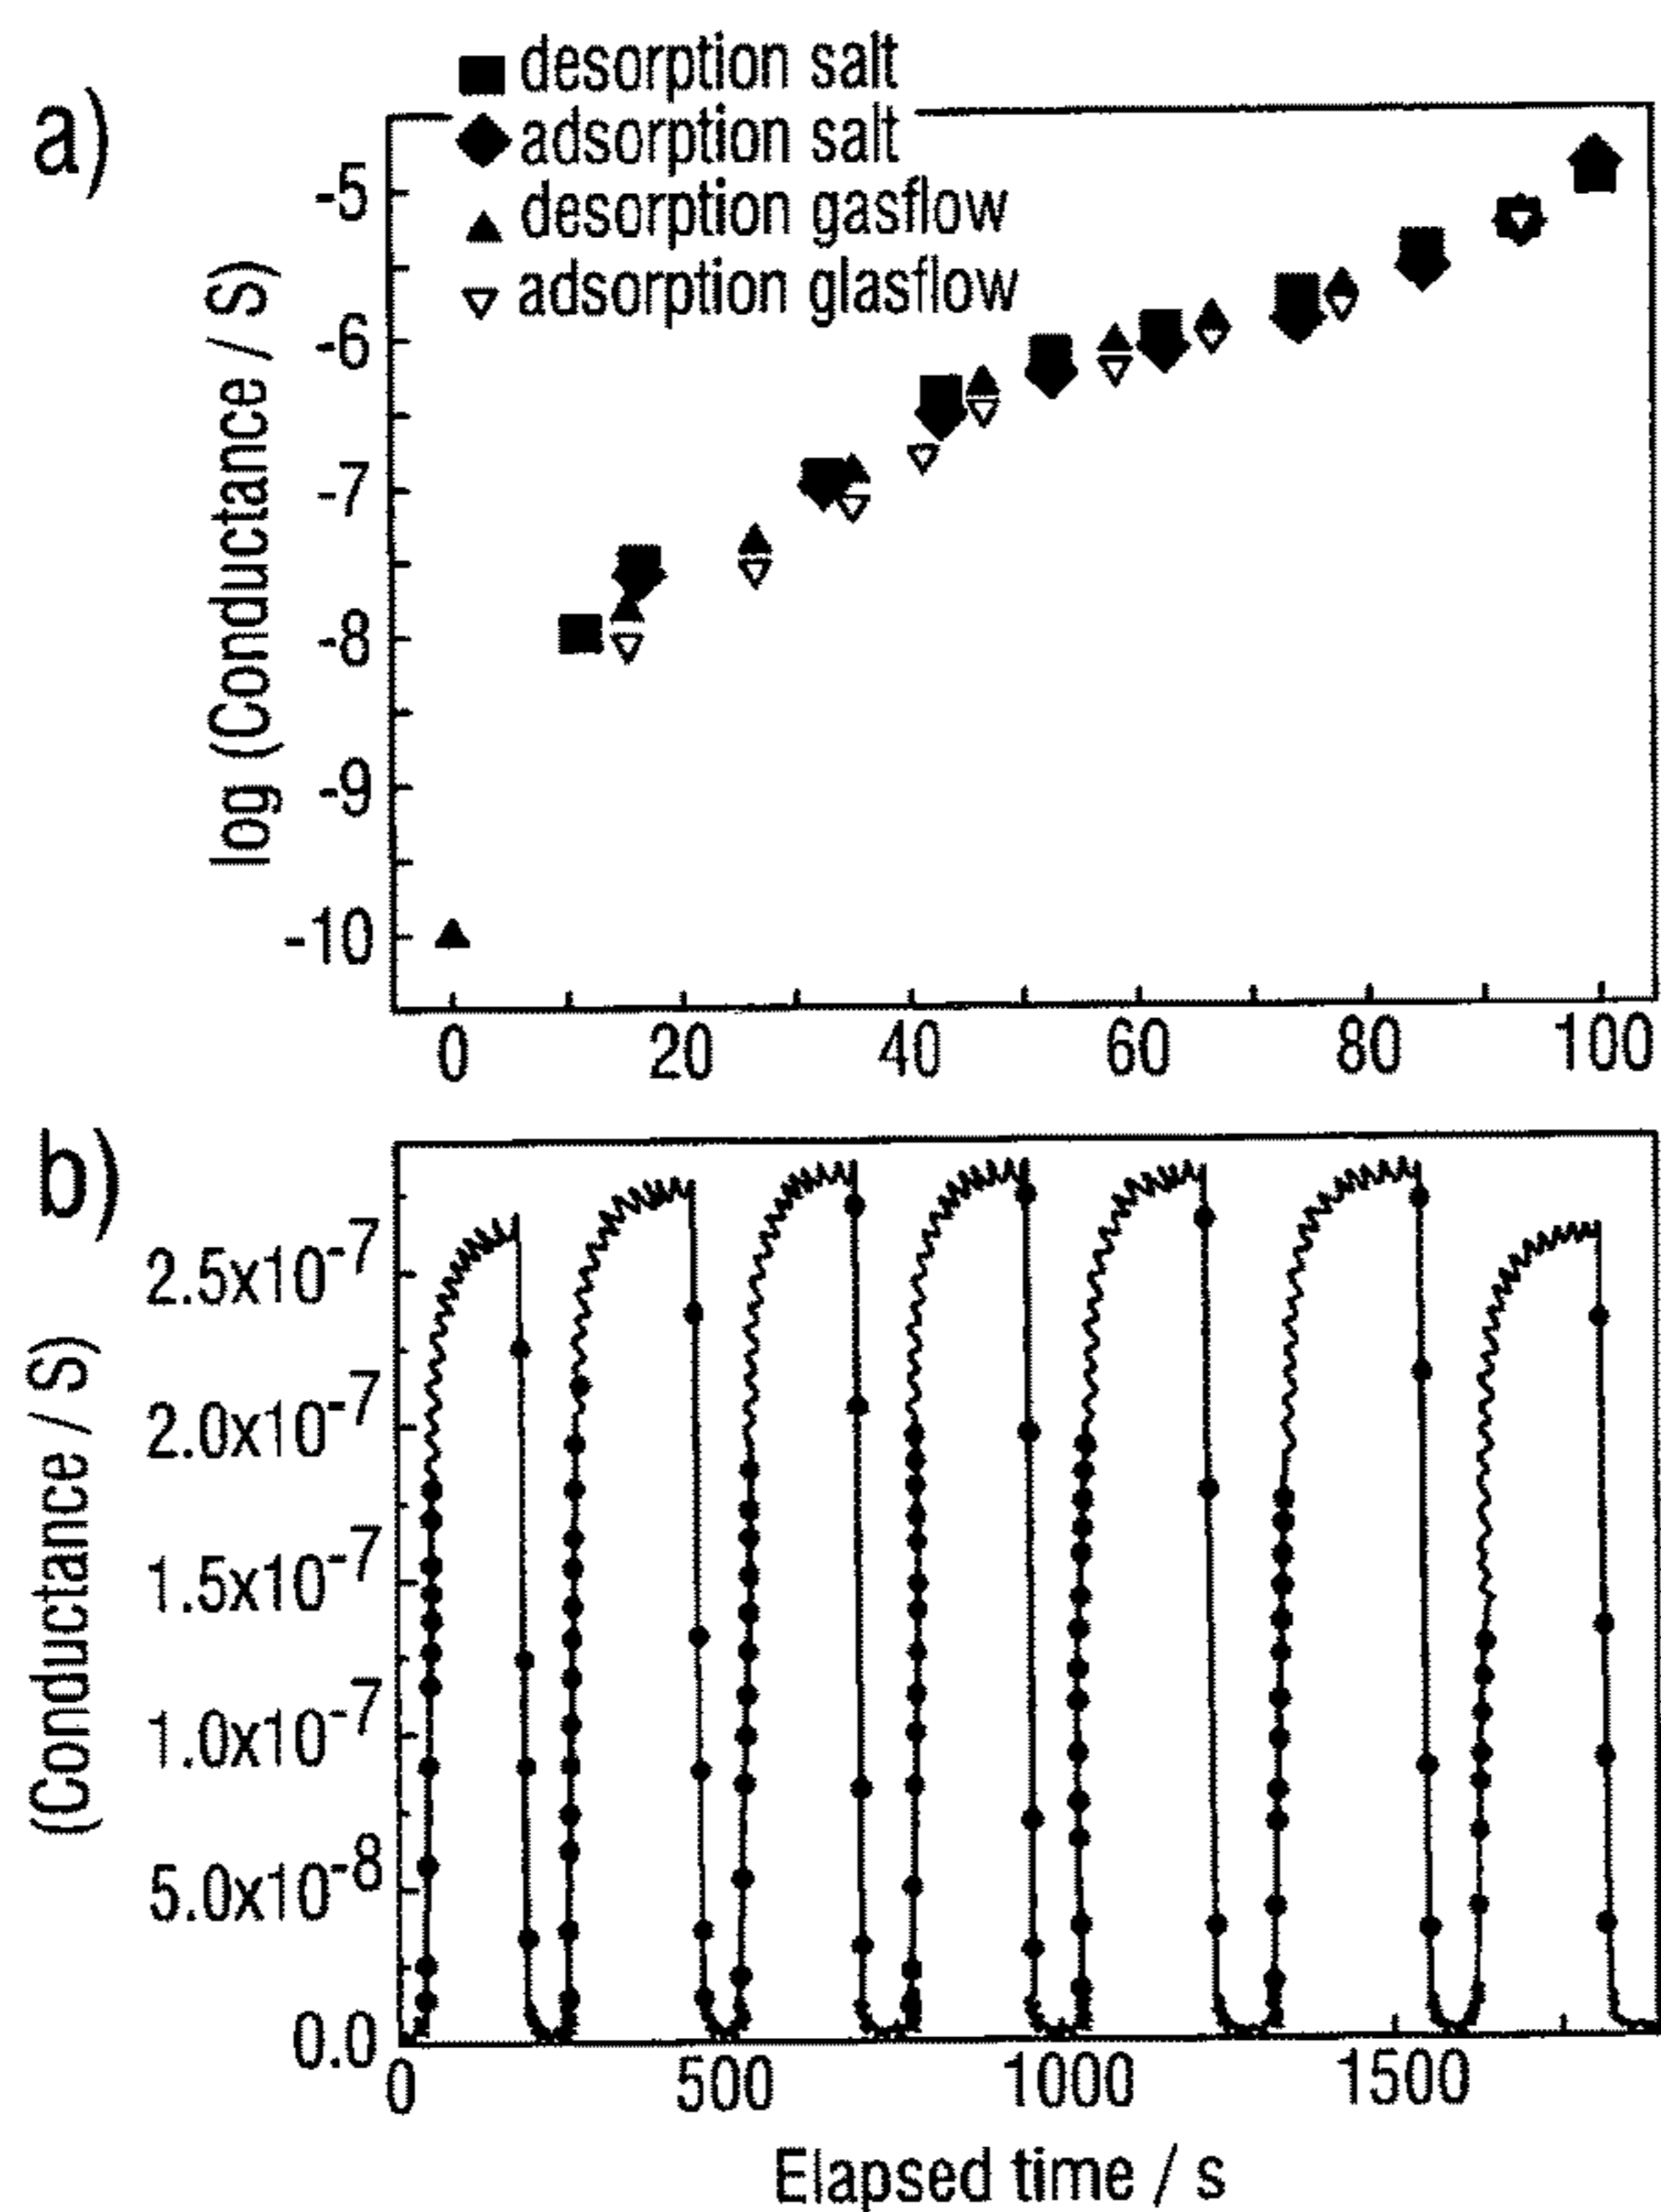 a)
desorption salt
adsorption salt
desorption gasflow
adsorption glasflow
log (Conductance / S)
-5
-6
-7
-8
-9
-10
0 20 40 60 80 100
b)
(Conductance / S)
2.5x10-7
2.0x10-7
1.5x10-7
1.0x10-7
5.0x10-8
0.0
0 500 1000 1500
Elapsed time / s